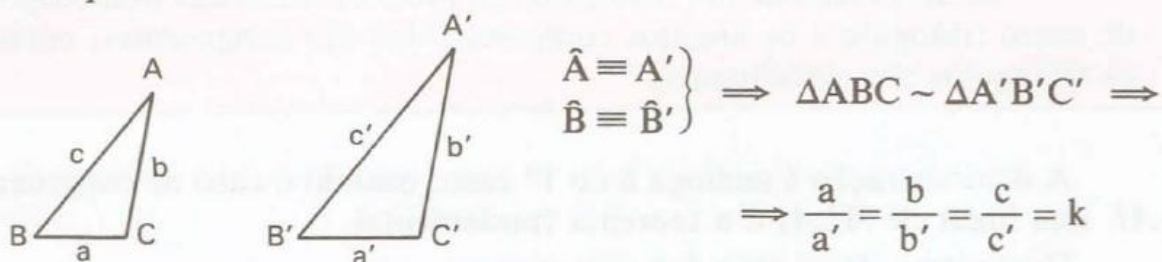 A
B
C
c
b
a
A′
B′
C′
c′
b′
a′
Ã ≡ A′
B̂ ≡ B̂′
⟹ ΔABC ~ ΔA′B′C′ ⟹
⟹ a/a′ = b/b′ = c/c′ = k